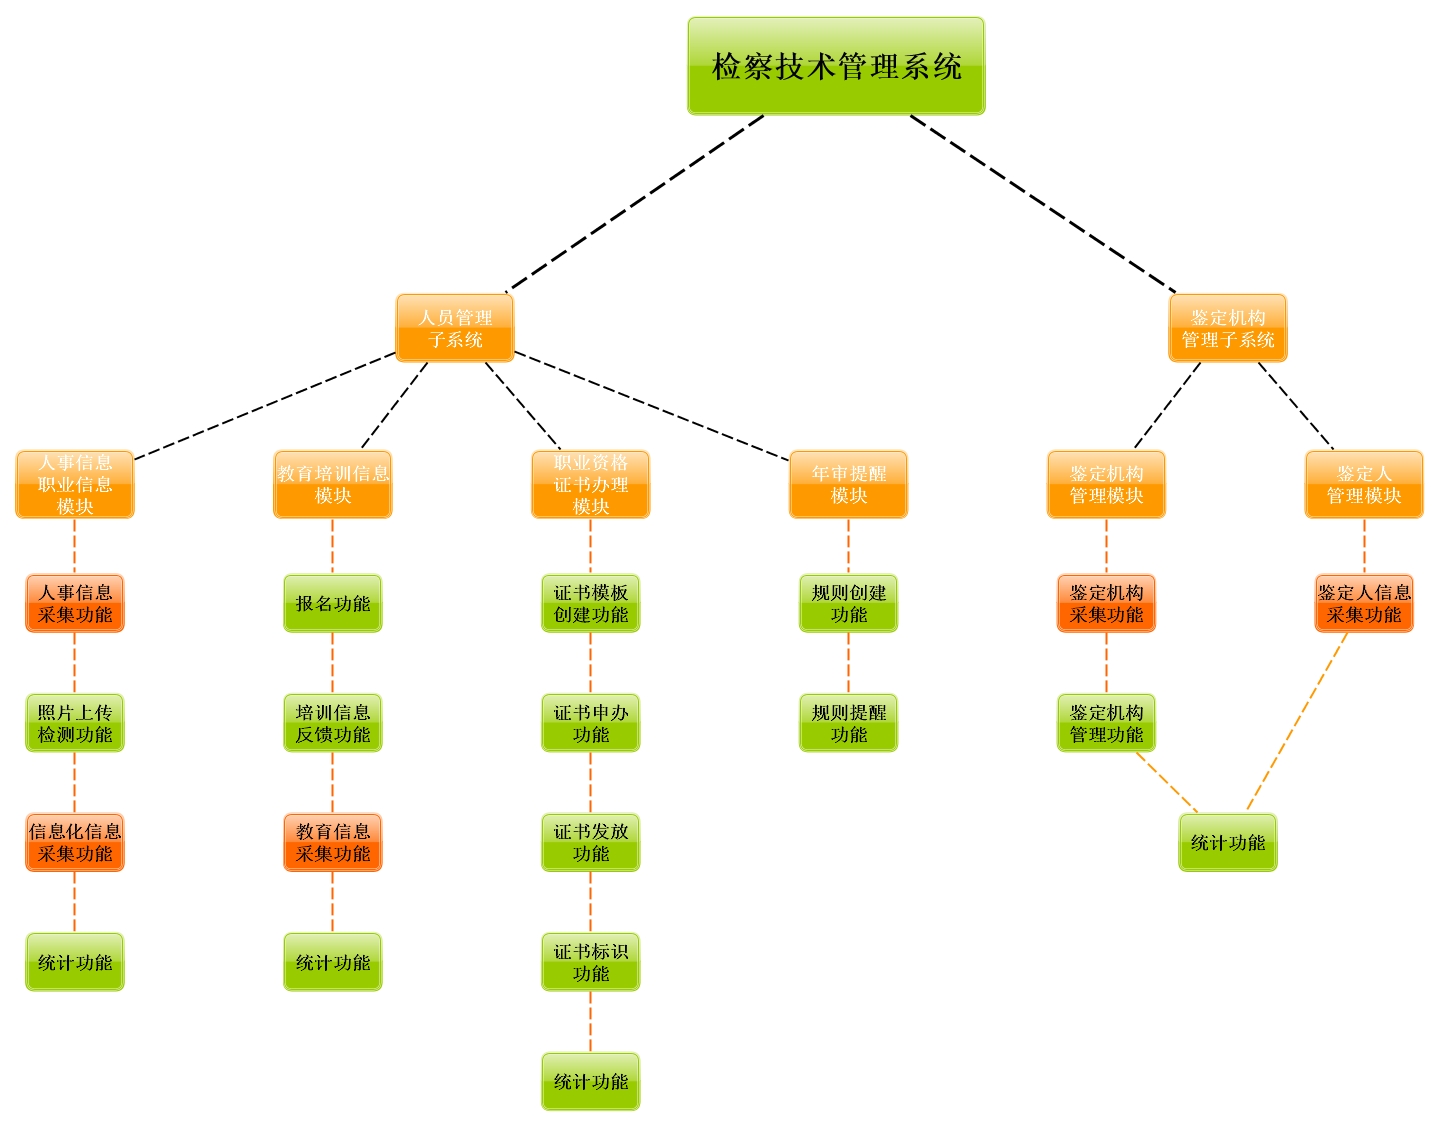 检察技术管理系统
人员管理
子系统
鉴定机构
管理子系统
人事信息
职业信息
模块
教育培训信息
模块
职业资格
证书办理
模块
年审提醒
模块
鉴定机构
管理模块
鉴定人
管理模块
人事信息
采集功能
报名功能
证书模板
创建功能
规则创建
功能
鉴定机构
采集功能
鉴定人信息
采集功能
照片上传
检测功能
培训信息
反馈功能
证书申办
功能
规则提醒
功能
鉴定机构
管理功能
信息化信息
采集功能
教育信息
采集功能
证书发放
功能
统计功能
统计功能
统计功能
证书标识
功能
统计功能